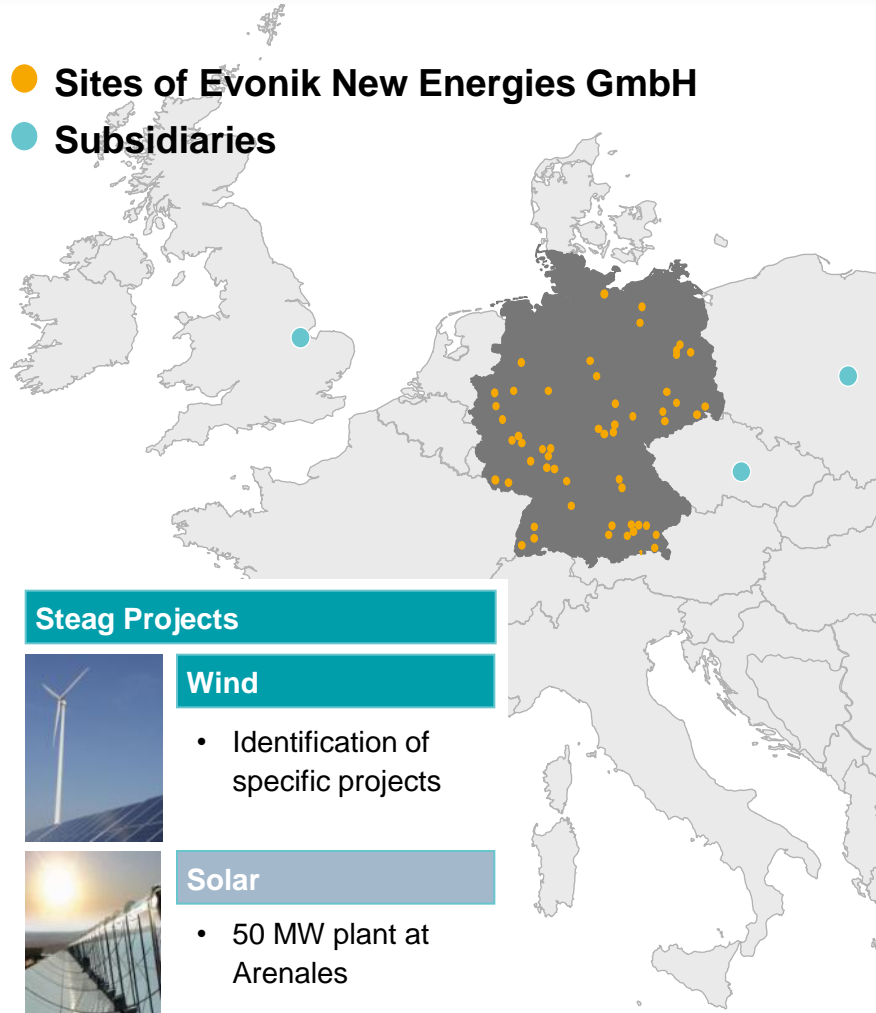 Sites of Evonik New Energies GmbH
Subsidiaries
Steag Projects
Wind
• Identification of
specific projects
Solar
• 50 MW plant at
Arenales